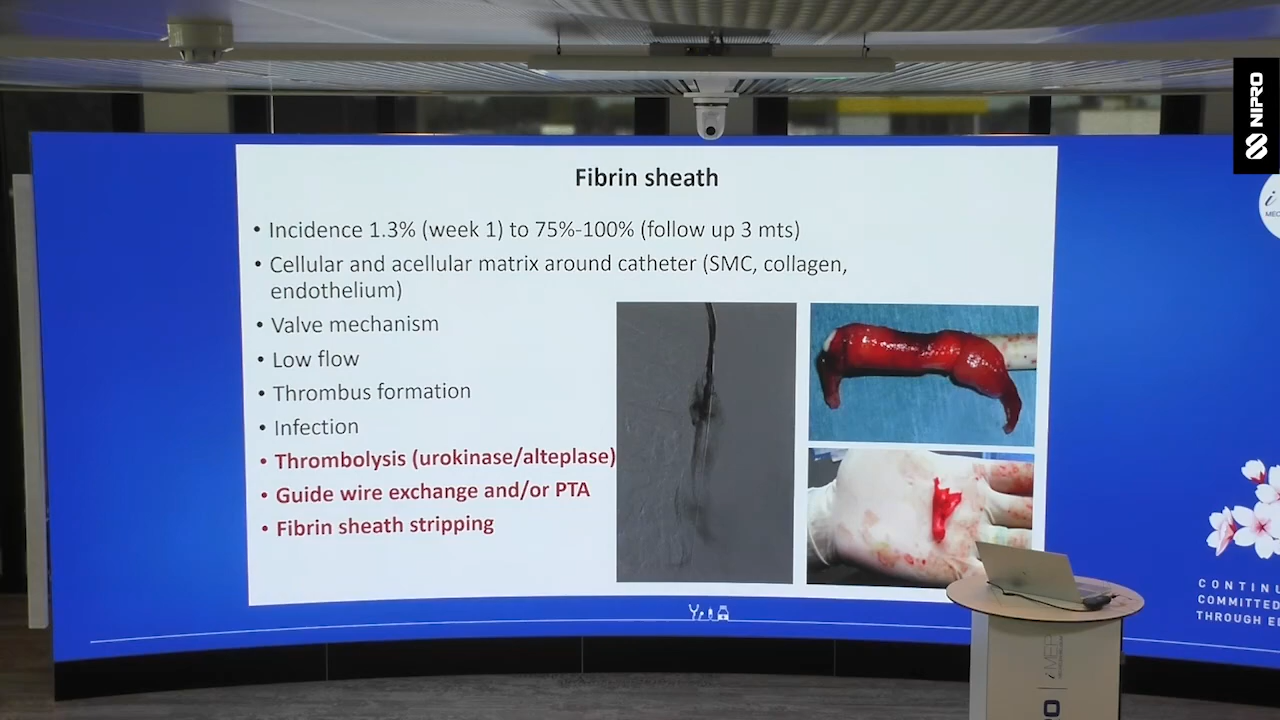 NIPRO
Fibrin sheath
• Incidence 1.3% (week 1) to 75%-100% (follow up 3 mts)
• Cellular and acellular matrix around catheter (SMC, collagen,
endothelium)
• Valve mechanism
• Low flow
• Thrombus formation
• Infection
• Thrombolysis (urokinase/alteplase)
• Guide wire exchange and/or PTA
• Fibrin sheath stripping
CONTINU
COMMITTED
THROUGH E